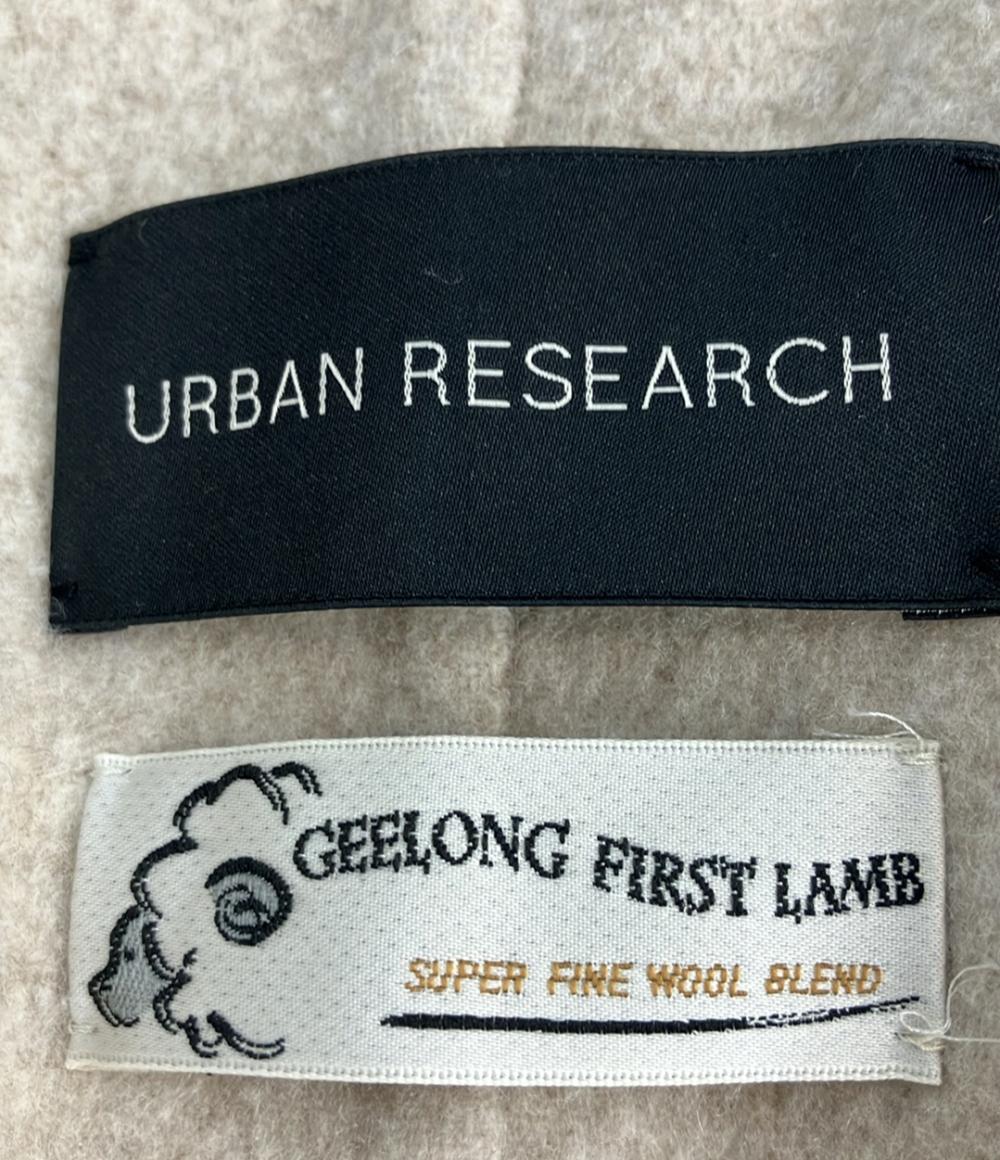 URBAN RESEARCH
GEELONG FIRST LAMB
SUPER FINE WOOL BLEND